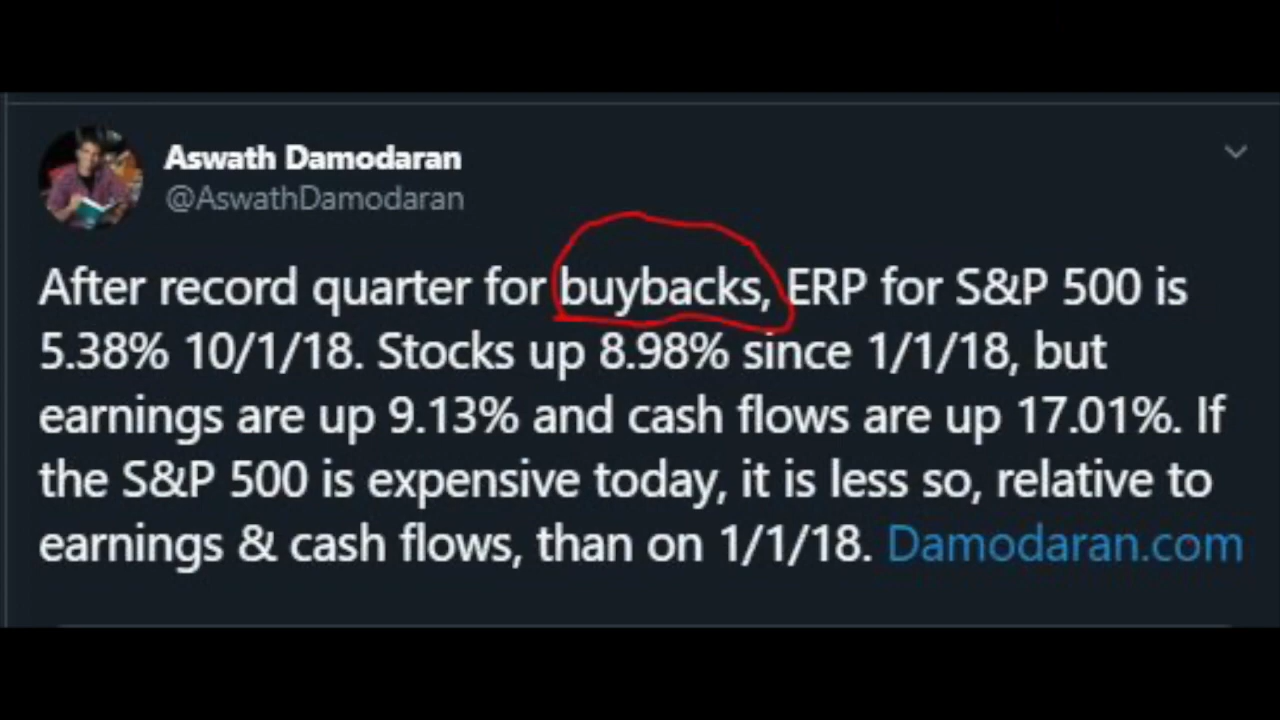 Aswath Damodaran
@AswathDamodaran
After record quarter for buybacks, ERP for S&P 500 is
5.38% 10/1/18. Stocks up 8.98% since 1/1/18, but
earnings are up 9.13% and cash flows are up 17.01%. If
the S&P 500 is expensive today, it is less so, relative to
earnings & cash flows, than on 1/1/18. Damodaran.com